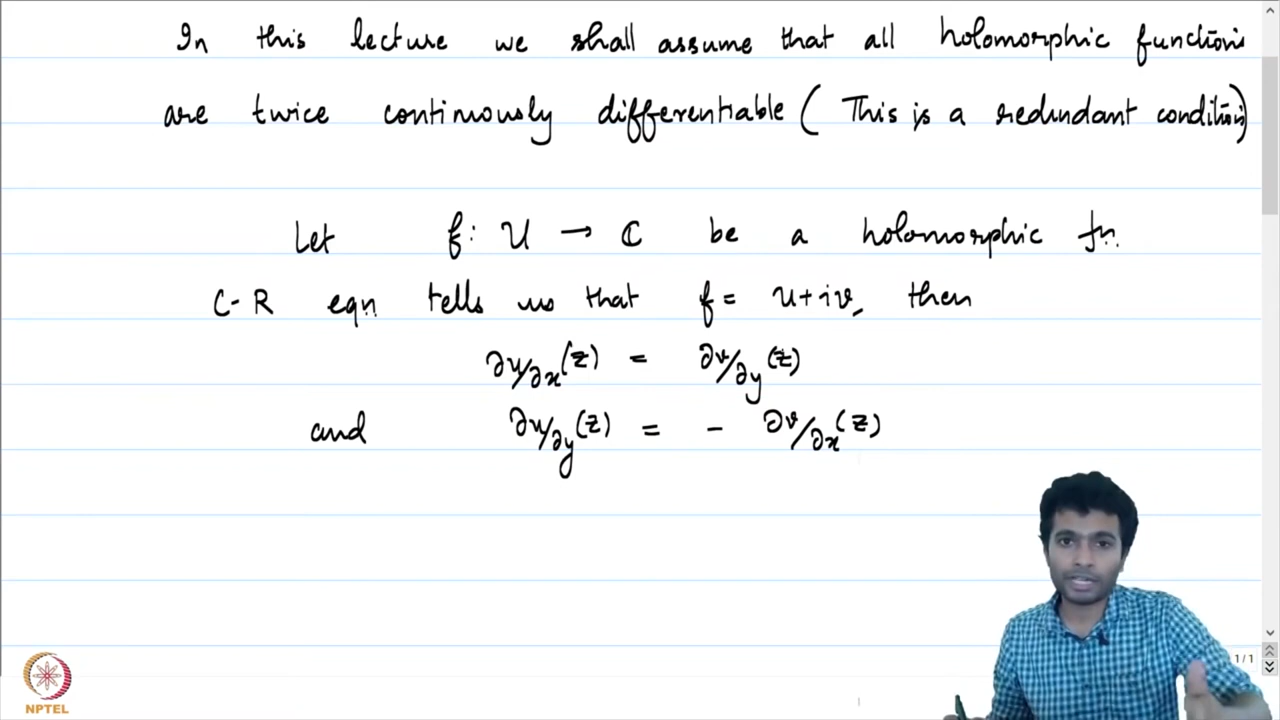 In this lecture we shall assume that all holomorphic functions
are twice continuously differentiable ( This is a redundant condition)
Let f: U → ℂ be a holomorphic fn.
C-R eqn. tells us that f = u+iv, then
∂u/∂x (z) = ∂v/∂y (z)
and ∂u/∂y (z) = - ∂v/∂x (z)
1/1
NPTEL